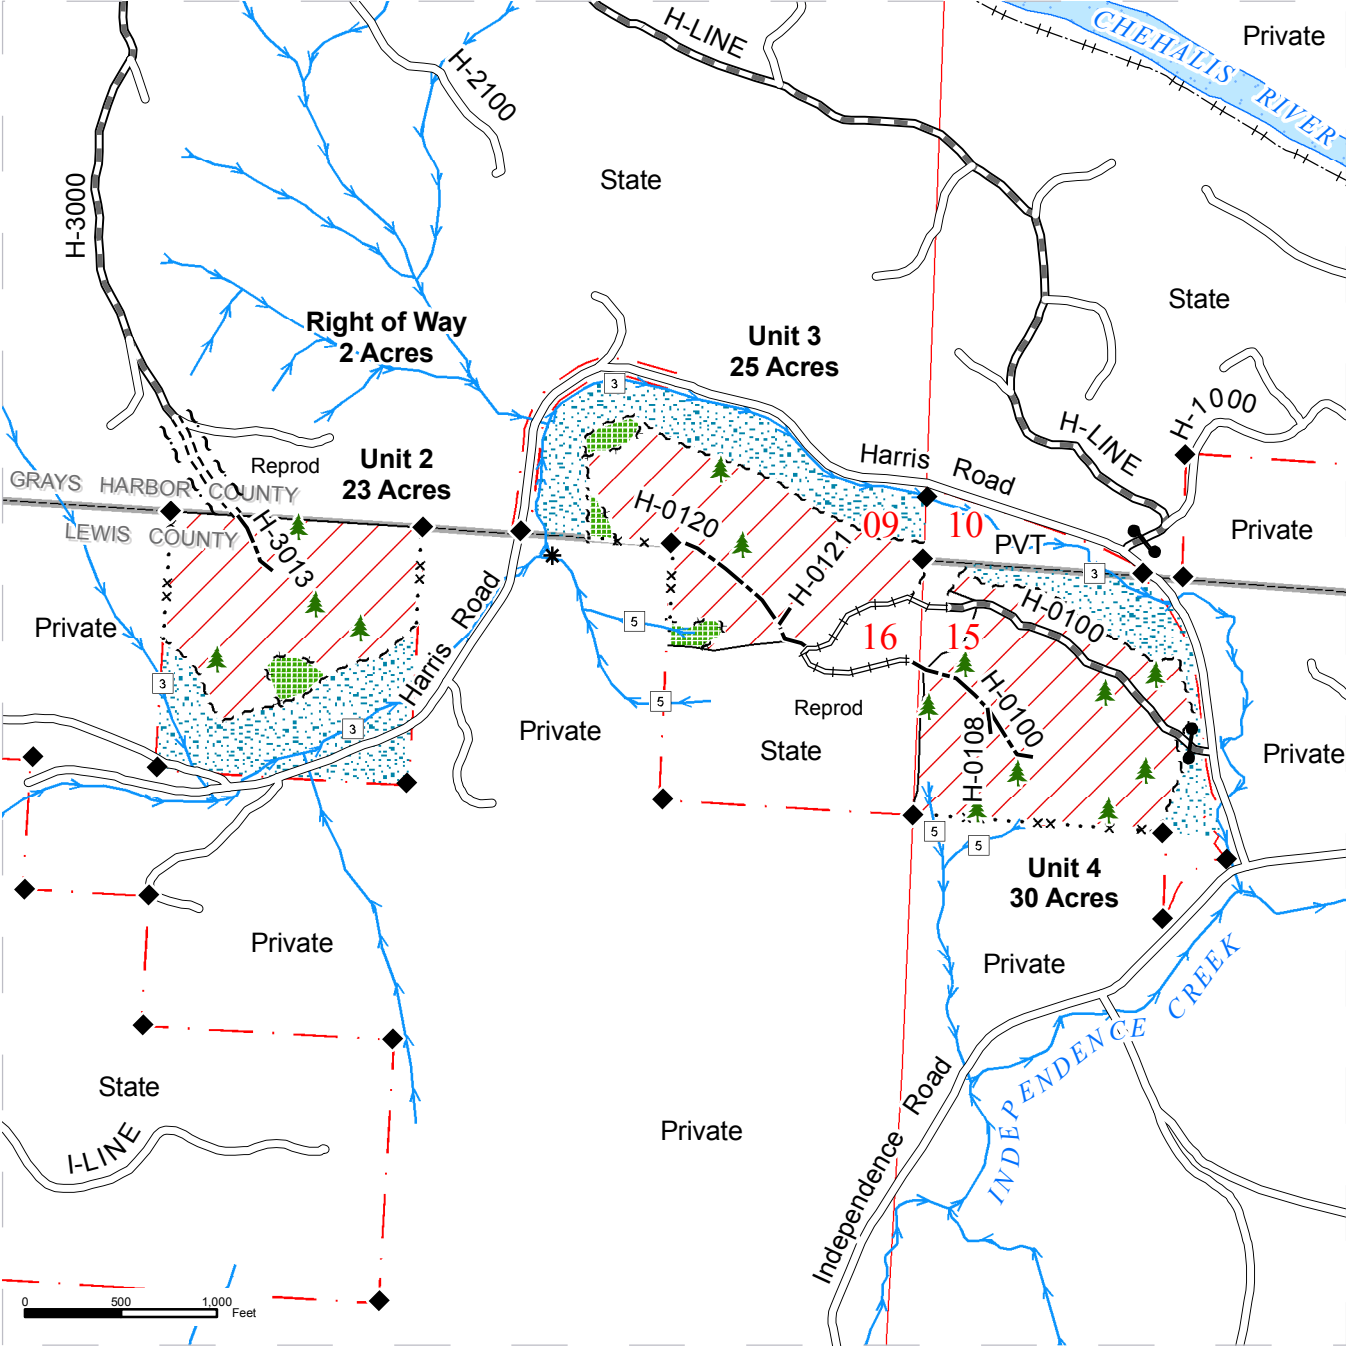 H-LINE
CHEHALIS RIVER
Private
H-2100
State
H-3000
State
Right of Way
2 Acres
Unit 3
25 Acres
3
H-1000
H-LINE
Harris Road
Reprod
Unit 2
23 Acres
GRAYS HARBOR COUNTY
LEWIS COUNTY
H-3013
H-0120
H-0121
09
10
PVT
Private
3
H-0100
Private
Harris Road
5
16
15
3
5
3
Private
Reprod
State
H-0100
H-0108
Private
5
5
Unit 4
30 Acres
Private
Private
INDEPENDENCE CREEK
State
I-LINE
Private
Independence Road
0 500 1,000
Feet